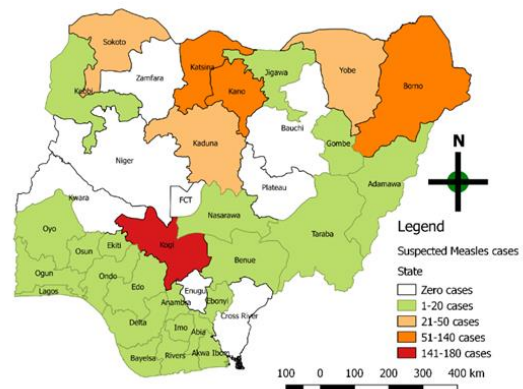 Sokoto
Katsina
Jigawa
Yobe
Borno
Kebbi
Zamfara
Kano
Kaduna
Bauchi
Gombe
Niger
Adamawa
N
Plateau
FCT
Kwara
Nasarawa
Taraba
Oyo
Ekiti
Kogi
Osun
Benue
Ogun
Ondo
Edo
Lagos
Enugu
Anambra
Ebonyi
Cross River
Delta
Imo
Abia
Bayelsa
Rivers
Akwa Ibom
Legend
Suspected Measles cases
State
Zero cases
1-20 cases
21-50 cases
51-140 cases
141-180 cases
100 0 100 200 300 400 km